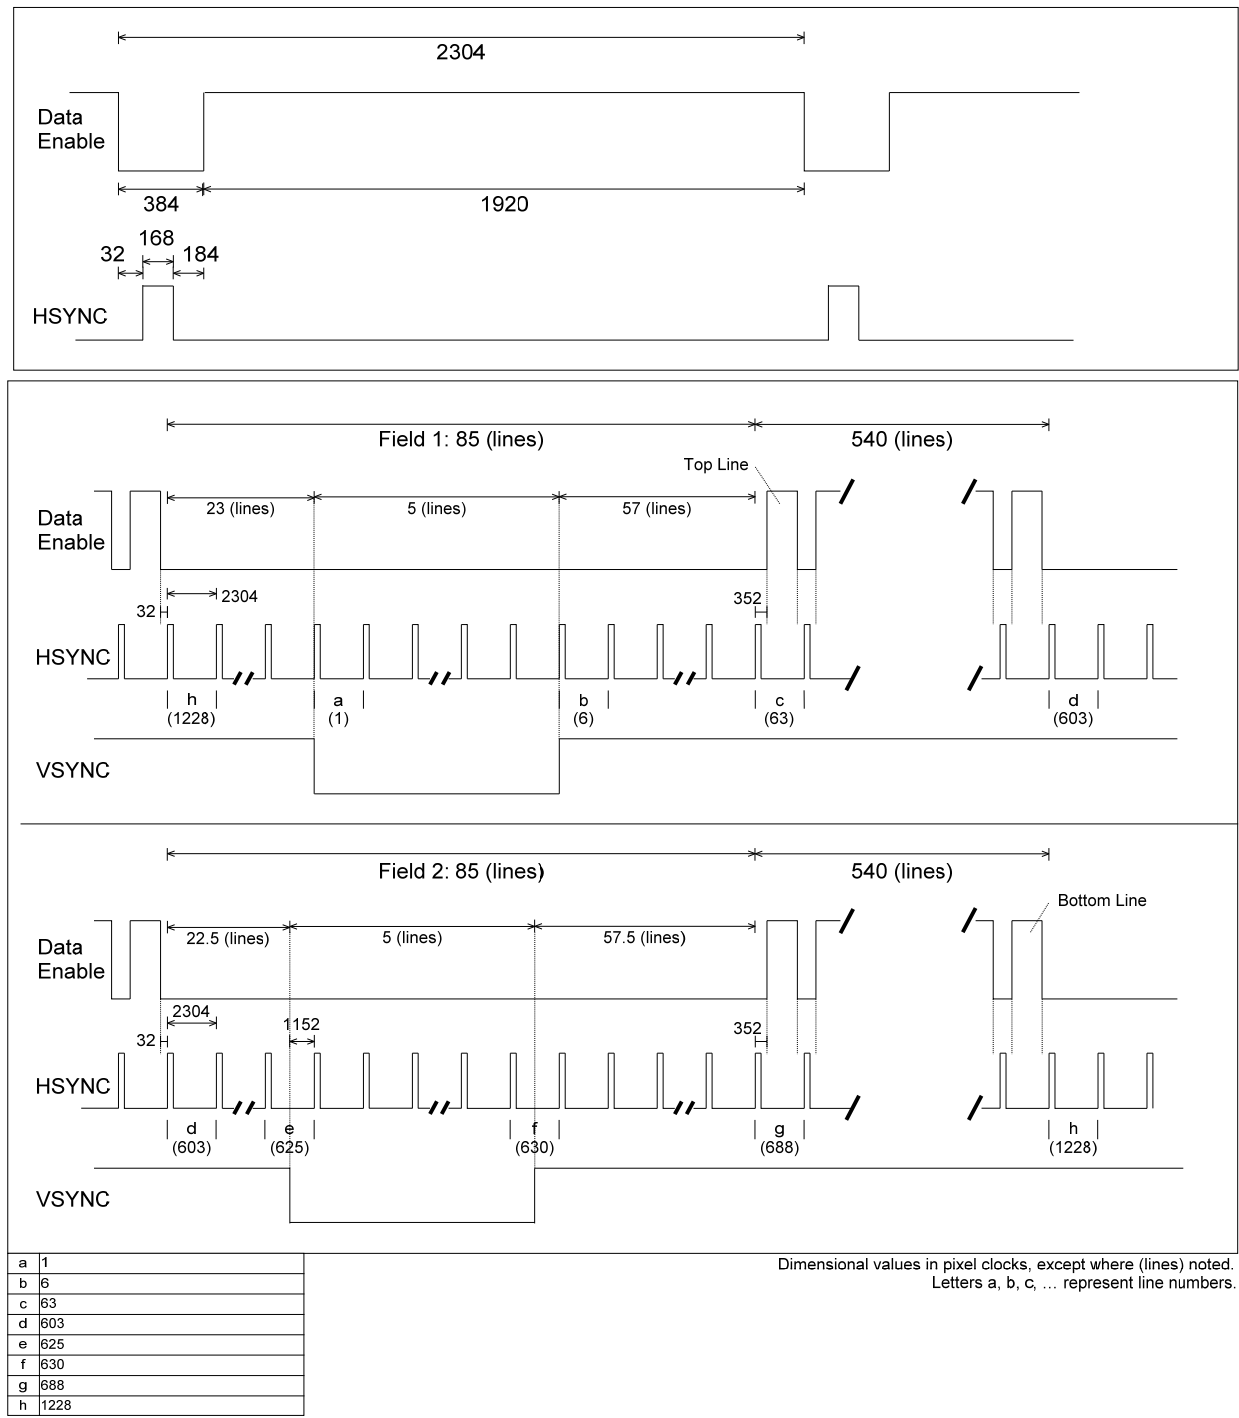 2304
Data
Enable
384
1920
168
32
184
HSYNC
Field 1: 85 (lines)
540 (lines)
Top Line
23 (lines)
5 (lines)
57 (lines)
Data
Enable
32
2304
352
HSYNC
h
(1228)
a
(1)
b
(6)
c
(63)
d
(603)
VSYNC
Field 2: 85 (lines)
540 (lines)
Bottom Line
22.5 (lines)
5 (lines)
57.5 (lines)
Data
Enable
2304
32
1152
352
HSYNC
d
(603)
e
(625)
f
(630)
g
(688)
h
(1228)
VSYNC
Dimensional values in pixel clocks, except where (lines) noted.
Letters a, b, c, … represent line numbers.
a 1
b 6
c 63
d 603
e 625
f 630
g 688
h 1228